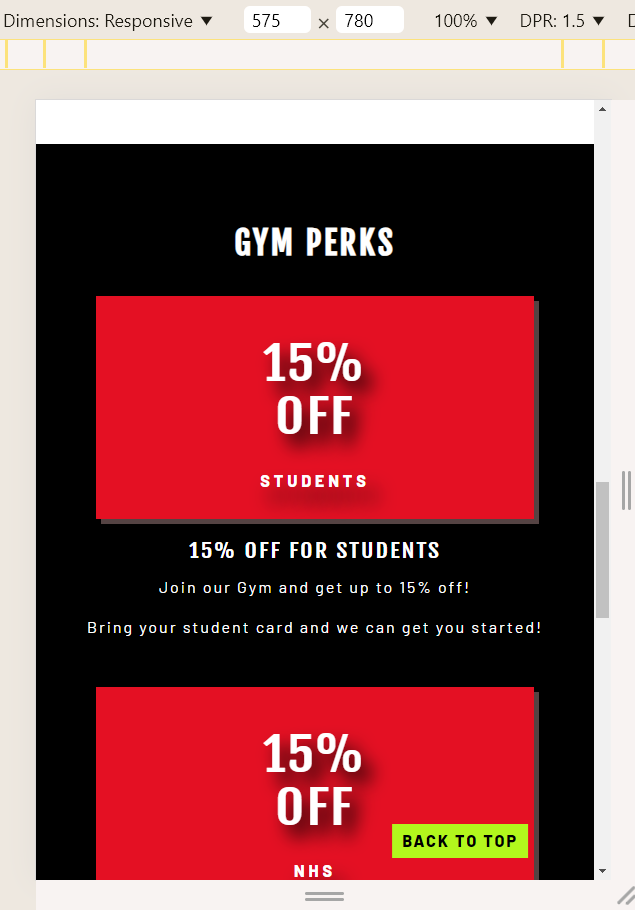 Dimensions: Responsive ▼ 575 × 780 100% ▼ DPR: 1.5 ▼
GYM PERKS
15%
OFF
STUDENTS
15% OFF FOR STUDENTS
Join our Gym and get up to 15% off!
Bring your student card and we can get you started!
15%
OFF
BACK TO TOP
NHS